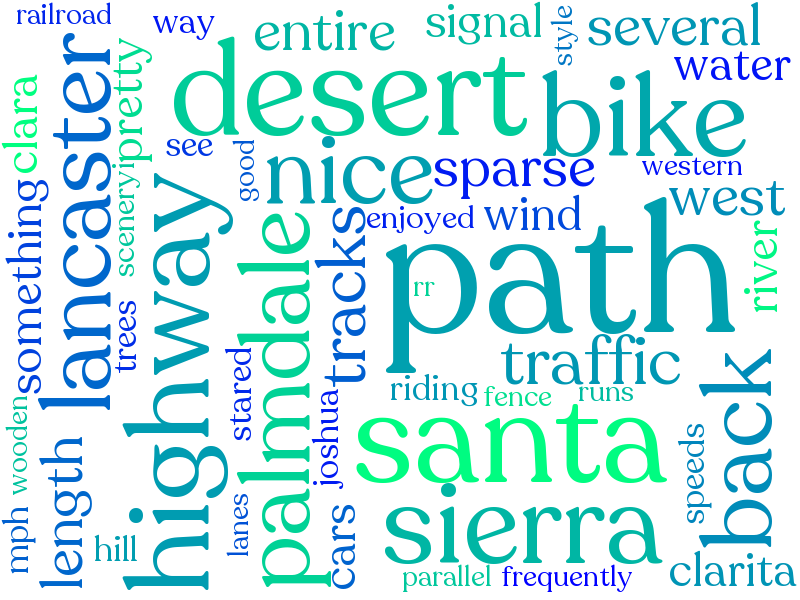 railroad
way
entire
signal
style
several
water
desert
bike
clara
lancaster
pretty
see
good
nice
sparse
western
west
sceneryi
something
highway
palmdale
tracks
enjoyed
wind
path
rr
river
trees
stared
traffic
riding
fence
runs
back
wooden
length
joshua
santa
speeds
mph
hill
lanes
cars
sierra
clarita
parallel
frequently